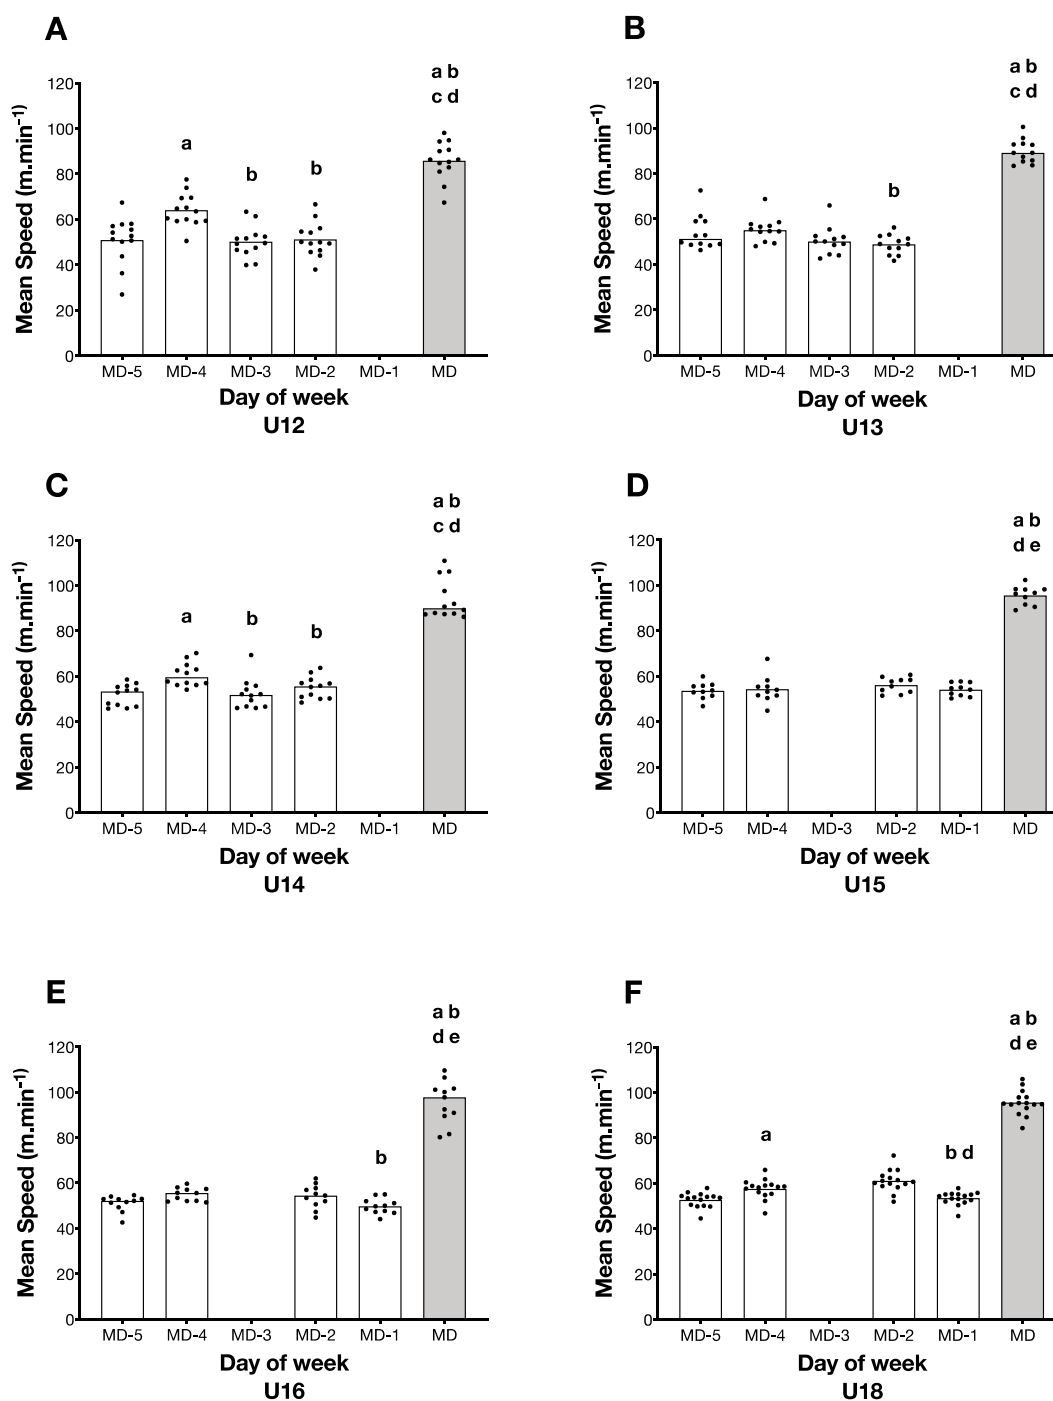 A
a b
c d
120
100
80
60
40
20
0
Mean Speed (m.min⁻¹)
a
b
b
MD-5 MD-4 MD-3 MD-2 MD-1 MD
Day of week
U12
B
a b
c d
120
100
80
60
40
20
0
Mean Speed (m.min⁻¹)
b
MD-5 MD-4 MD-3 MD-2 MD-1 MD
Day of week
U13
C
a b
c d
120
100
80
60
40
20
0
Mean Speed (m.min⁻¹)
a
b
b
MD-5 MD-4 MD-3 MD-2 MD-1 MD
Day of week
U14
D
a b
d e
120
100
80
60
40
20
0
Mean Speed (m.min⁻¹)
MD-5 MD-4 MD-3 MD-2 MD-1 MD
Day of week
U15
E
a b
d e
120
100
80
60
40
20
0
Mean Speed (m.min⁻¹)
b
MD-5 MD-4 MD-3 MD-2 MD-1 MD
Day of week
U16
F
a b
d e
120
100
80
60
40
20
0
Mean Speed (m.min⁻¹)
a
b d
MD-5 MD-4 MD-3 MD-2 MD-1 MD
Day of week
U18